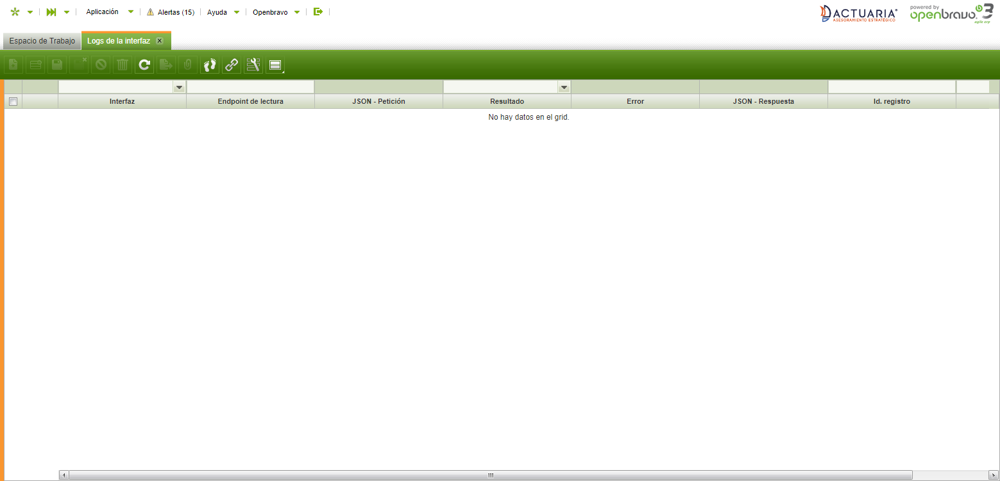 Aplicación
Alertas (15)
Ayuda
Openbravo
DACTUARIA®
ASESORAMIENTO ESTRATÉGICO
powered by
openbravo. 3
agile erp
Espacio de Trabajo
Logs de la interfaz
Interfaz
Endpoint de lectura
JSON - Petición
Resultado
Error
JSON - Respuesta
Id. registro
No hay datos en el grid.